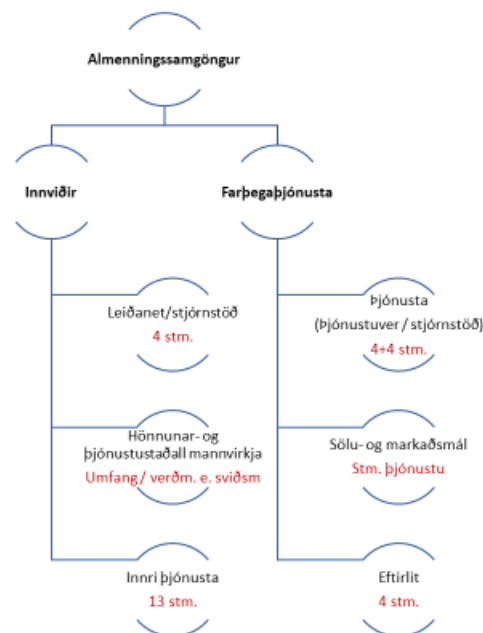 Almenningssamgöngur
Innviðir
Farþegaþjónusta
Leiðanet/stjórnstöð
4 stm.
Hönnunar- og
þjónustustaðall mannvirkja
Umfang / verðm. e. sviðsm
Innri þjónusta
13 stm.
Þjónusta
(Þjónustuver / stjórnstöð)
4+4 stm.
Sölu- og markaðsmál
Stm. þjónustu
Eftirlit
4 stm.